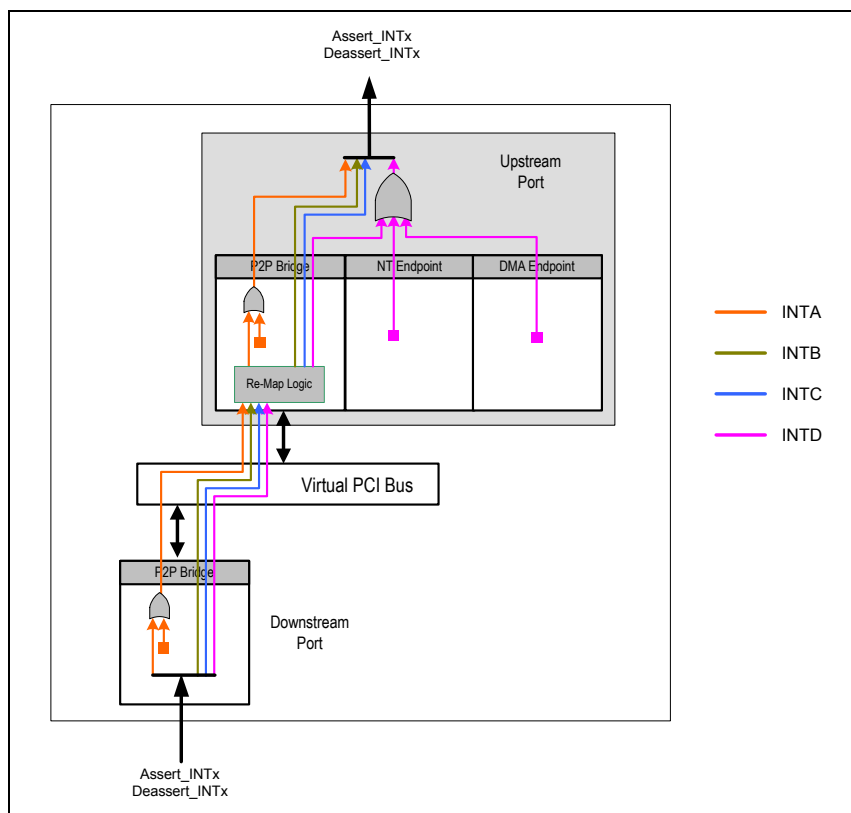 Assert_INTx
Deassert_INTx
Upstream
Port
P2P Bridge
NT Endpoint
DMA Endpoint
INTA
INTB
INTC
INTD
Re-Map Logic
Virtual PCI Bus
P2P Bridge
Downstream
Port
Assert_INTx
Deassert_INTx